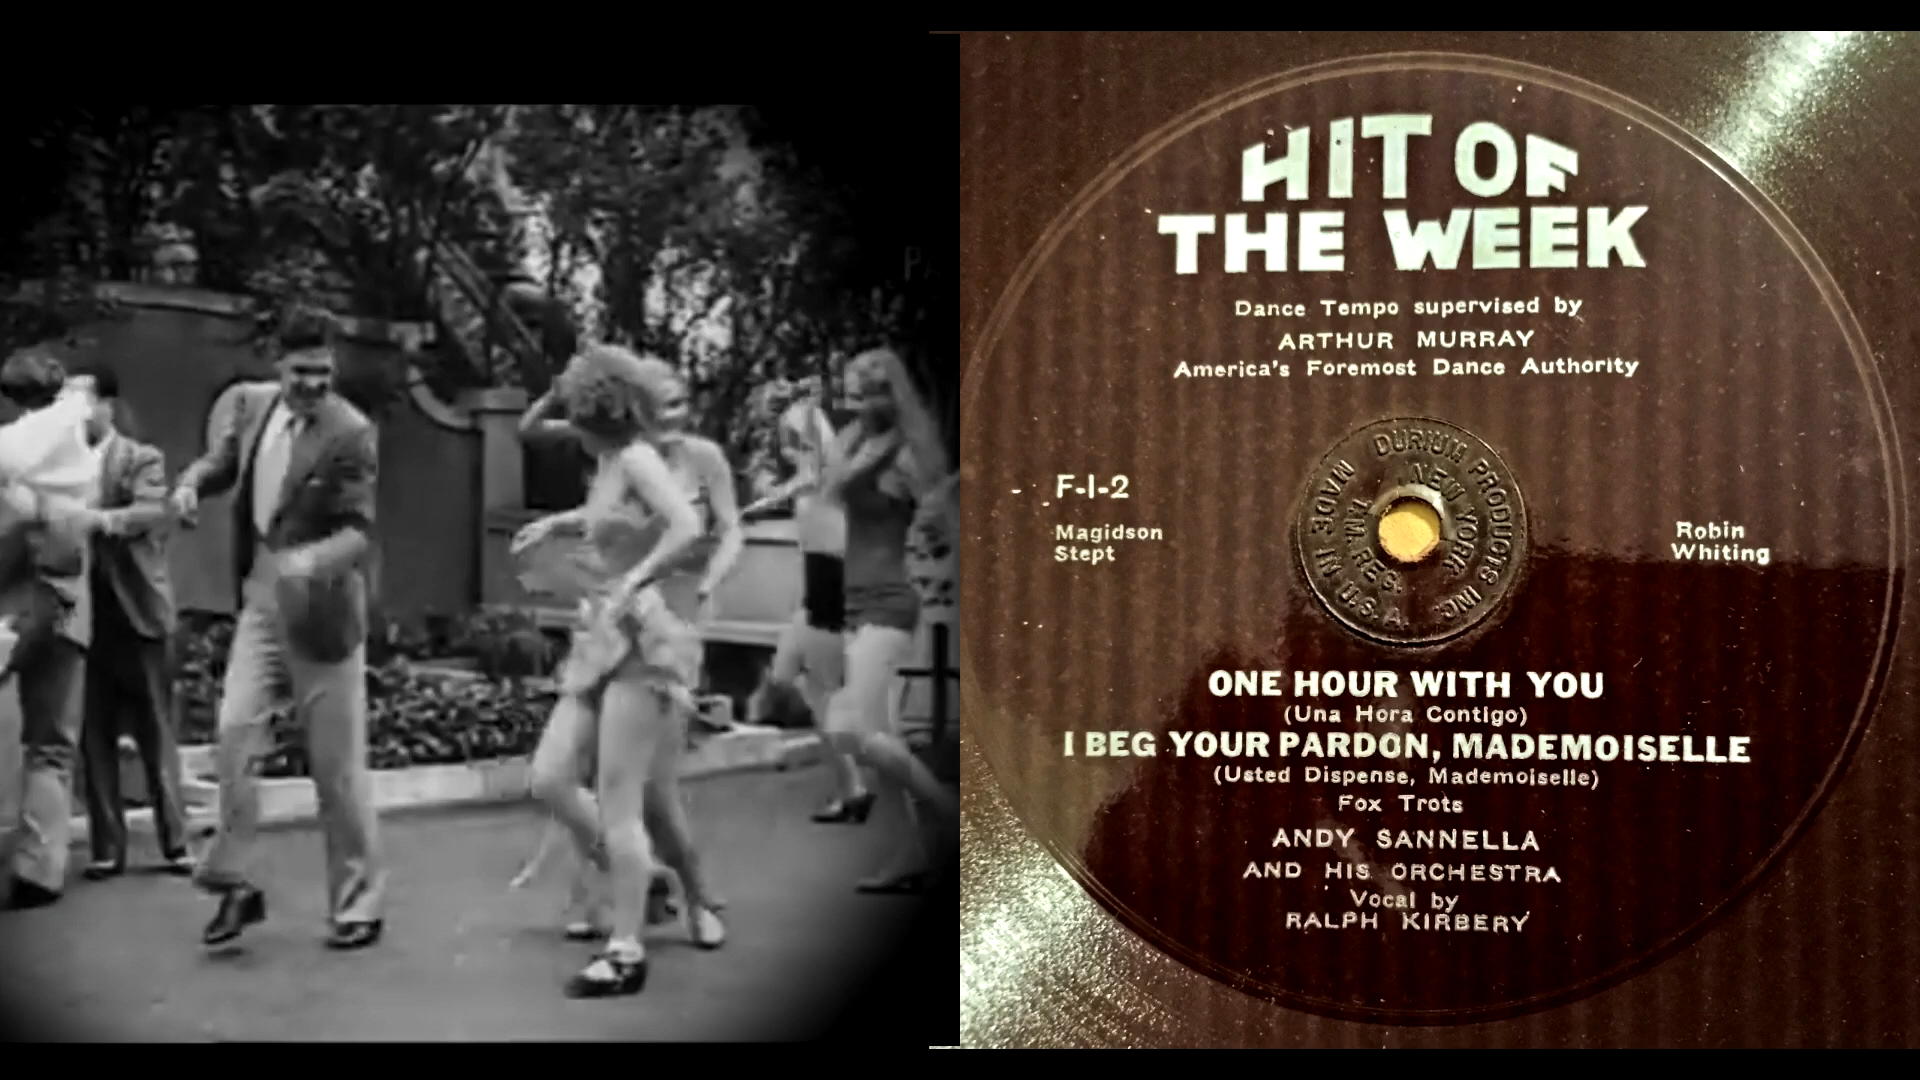 HIT OF
THE WEEK
Dance Tempo supervised by
ARTHUR MURRAY
America's Foremost Dance Authority
DURIUM PRODUCTS INC.
MADE IN U.S.A.
NEW YORK
T.M. RES.
F-1-2
Magidson
Stept
Robin
Whiting
ONE HOUR WITH YOU
(Una Hora Contigo)
I BEG YOUR PARDON, MADEMOISELLE
(Usted Dispense, Mademoiselle)
Fox Trots
ANDY SANNELLA
AND HIS ORCHESTRA
Vocal by
RALPH KIRBERY